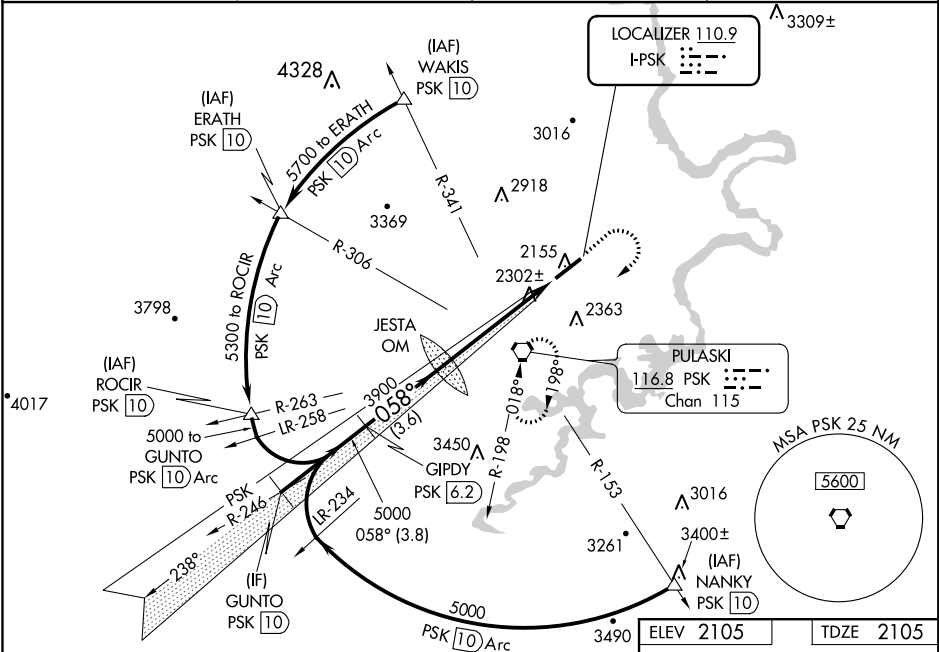 3309±
LOCALIZER 110.9
I-PSK
(IAF)
WAKIS
PSK 10
4328
(IAF)
ERATH
PSK 10
5700 to ERATH
PSK 10 Arc
3016
R-341
2918
3369
R-306
2155
2302±
3798
5300 to ROCIR
PSK 10 Arc
JESTA
OM
2363
PULASKI
116.8 PSK
Chan 115
(IAF)
ROCIR
PSK 10
4017
R-263
LR-258
3900
058°
(3.6)
018°
198°
5000 to
GUNTO
PSK 10 Arc
3450
GIPDY
PSK 6.2
R-198
R-153
MSA PSK 25 NM
5600
PSK
R-246
LR-234
5000
058° (3.8)
3016
3400±
3261
238°
(IF)
GUNTO
PSK 10
(IAF)
NANKY
PSK 10
5000
PSK 10 Arc
3490
ELEV 2105
TDZE 2105